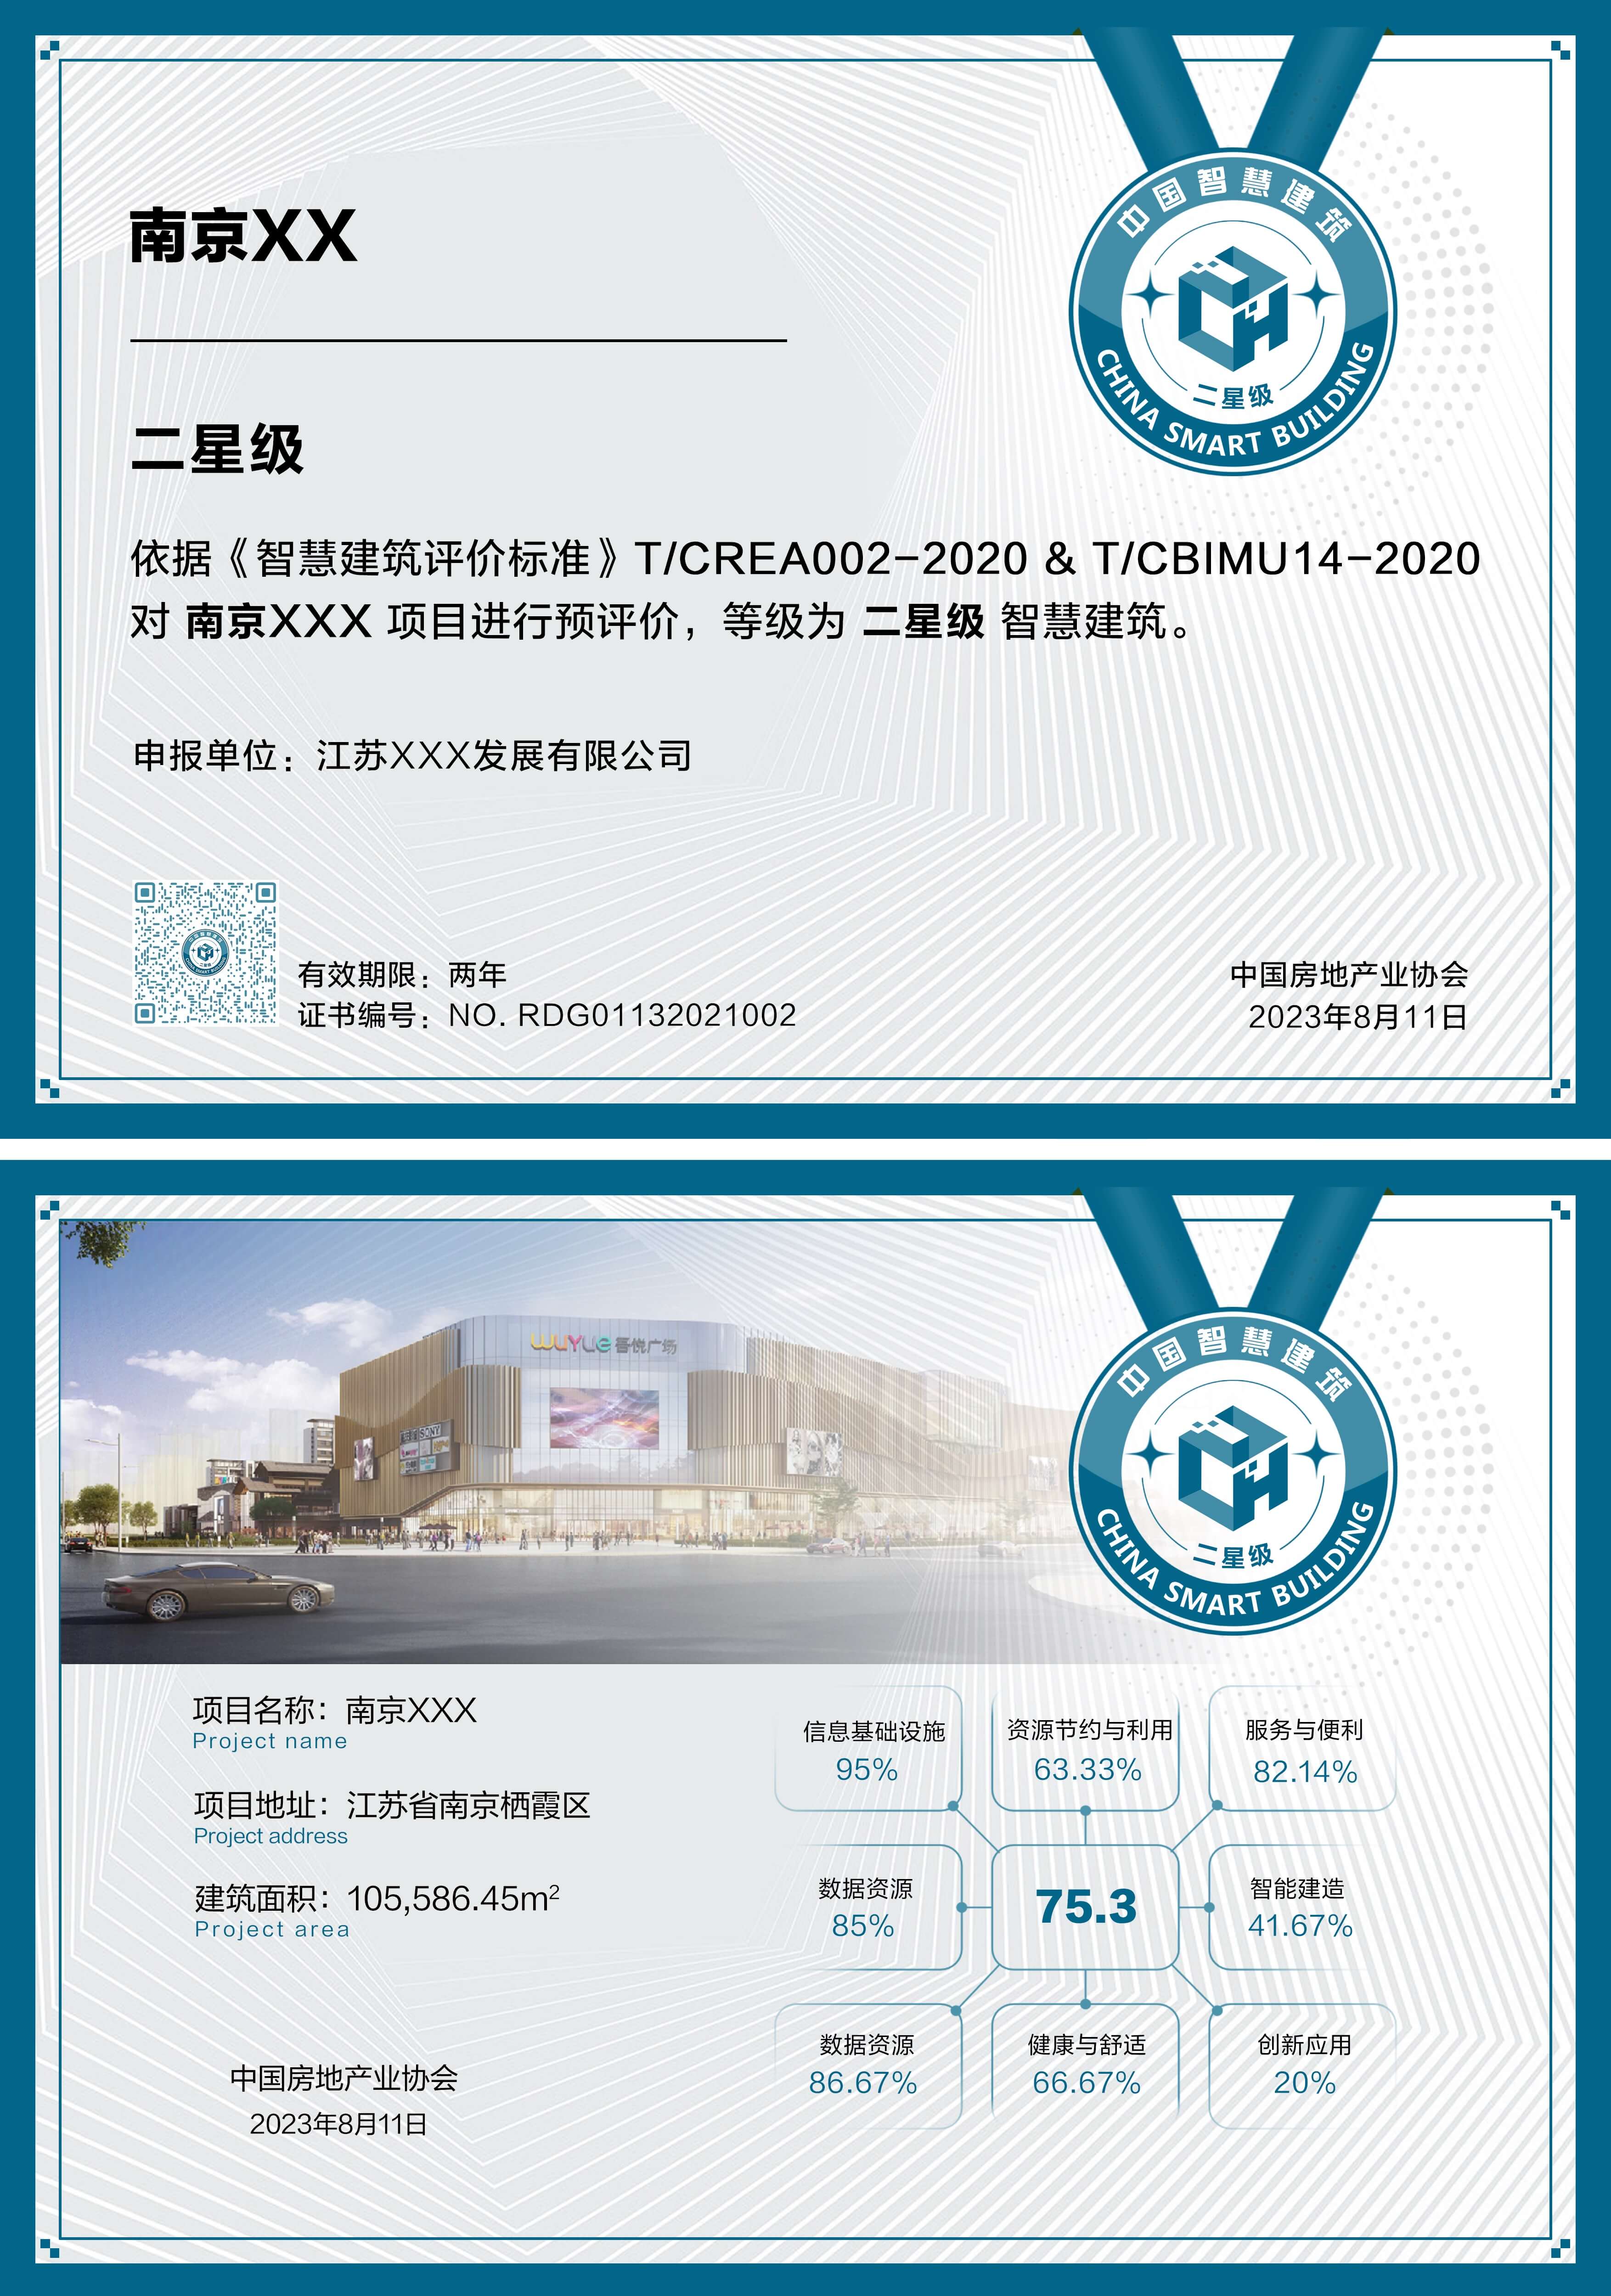 中国智慧建筑
二星级
CHINA SMART BUILDING
南京XX
二星级
依据《智慧建筑评价标准》T/CREA002-2020 & T/CBIMU14-2020
对 南京XXX 项目进行预评价，等级为 二星级 智慧建筑。
申报单位：江苏XXX发展有限公司
有效期限：两年
证书编号：NO. RDG01132021002
中国房地产业协会
2023年8月11日
中国智慧建筑
二星级
CHINA SMART BUILDING
WUYUE 吾悦广场
SONY
项目名称：南京XXX
Project name
项目地址：江苏省南京栖霞区
Project address
建筑面积：105,586.45m²
Project area
中国房地产业协会
2023年8月11日
信息基础设施
95%
资源节约与利用
63.33%
服务与便利
82.14%
数据资源
85%
75.3
智能建造
41.67%
数据资源
86.67%
健康与舒适
66.67%
创新应用
20%